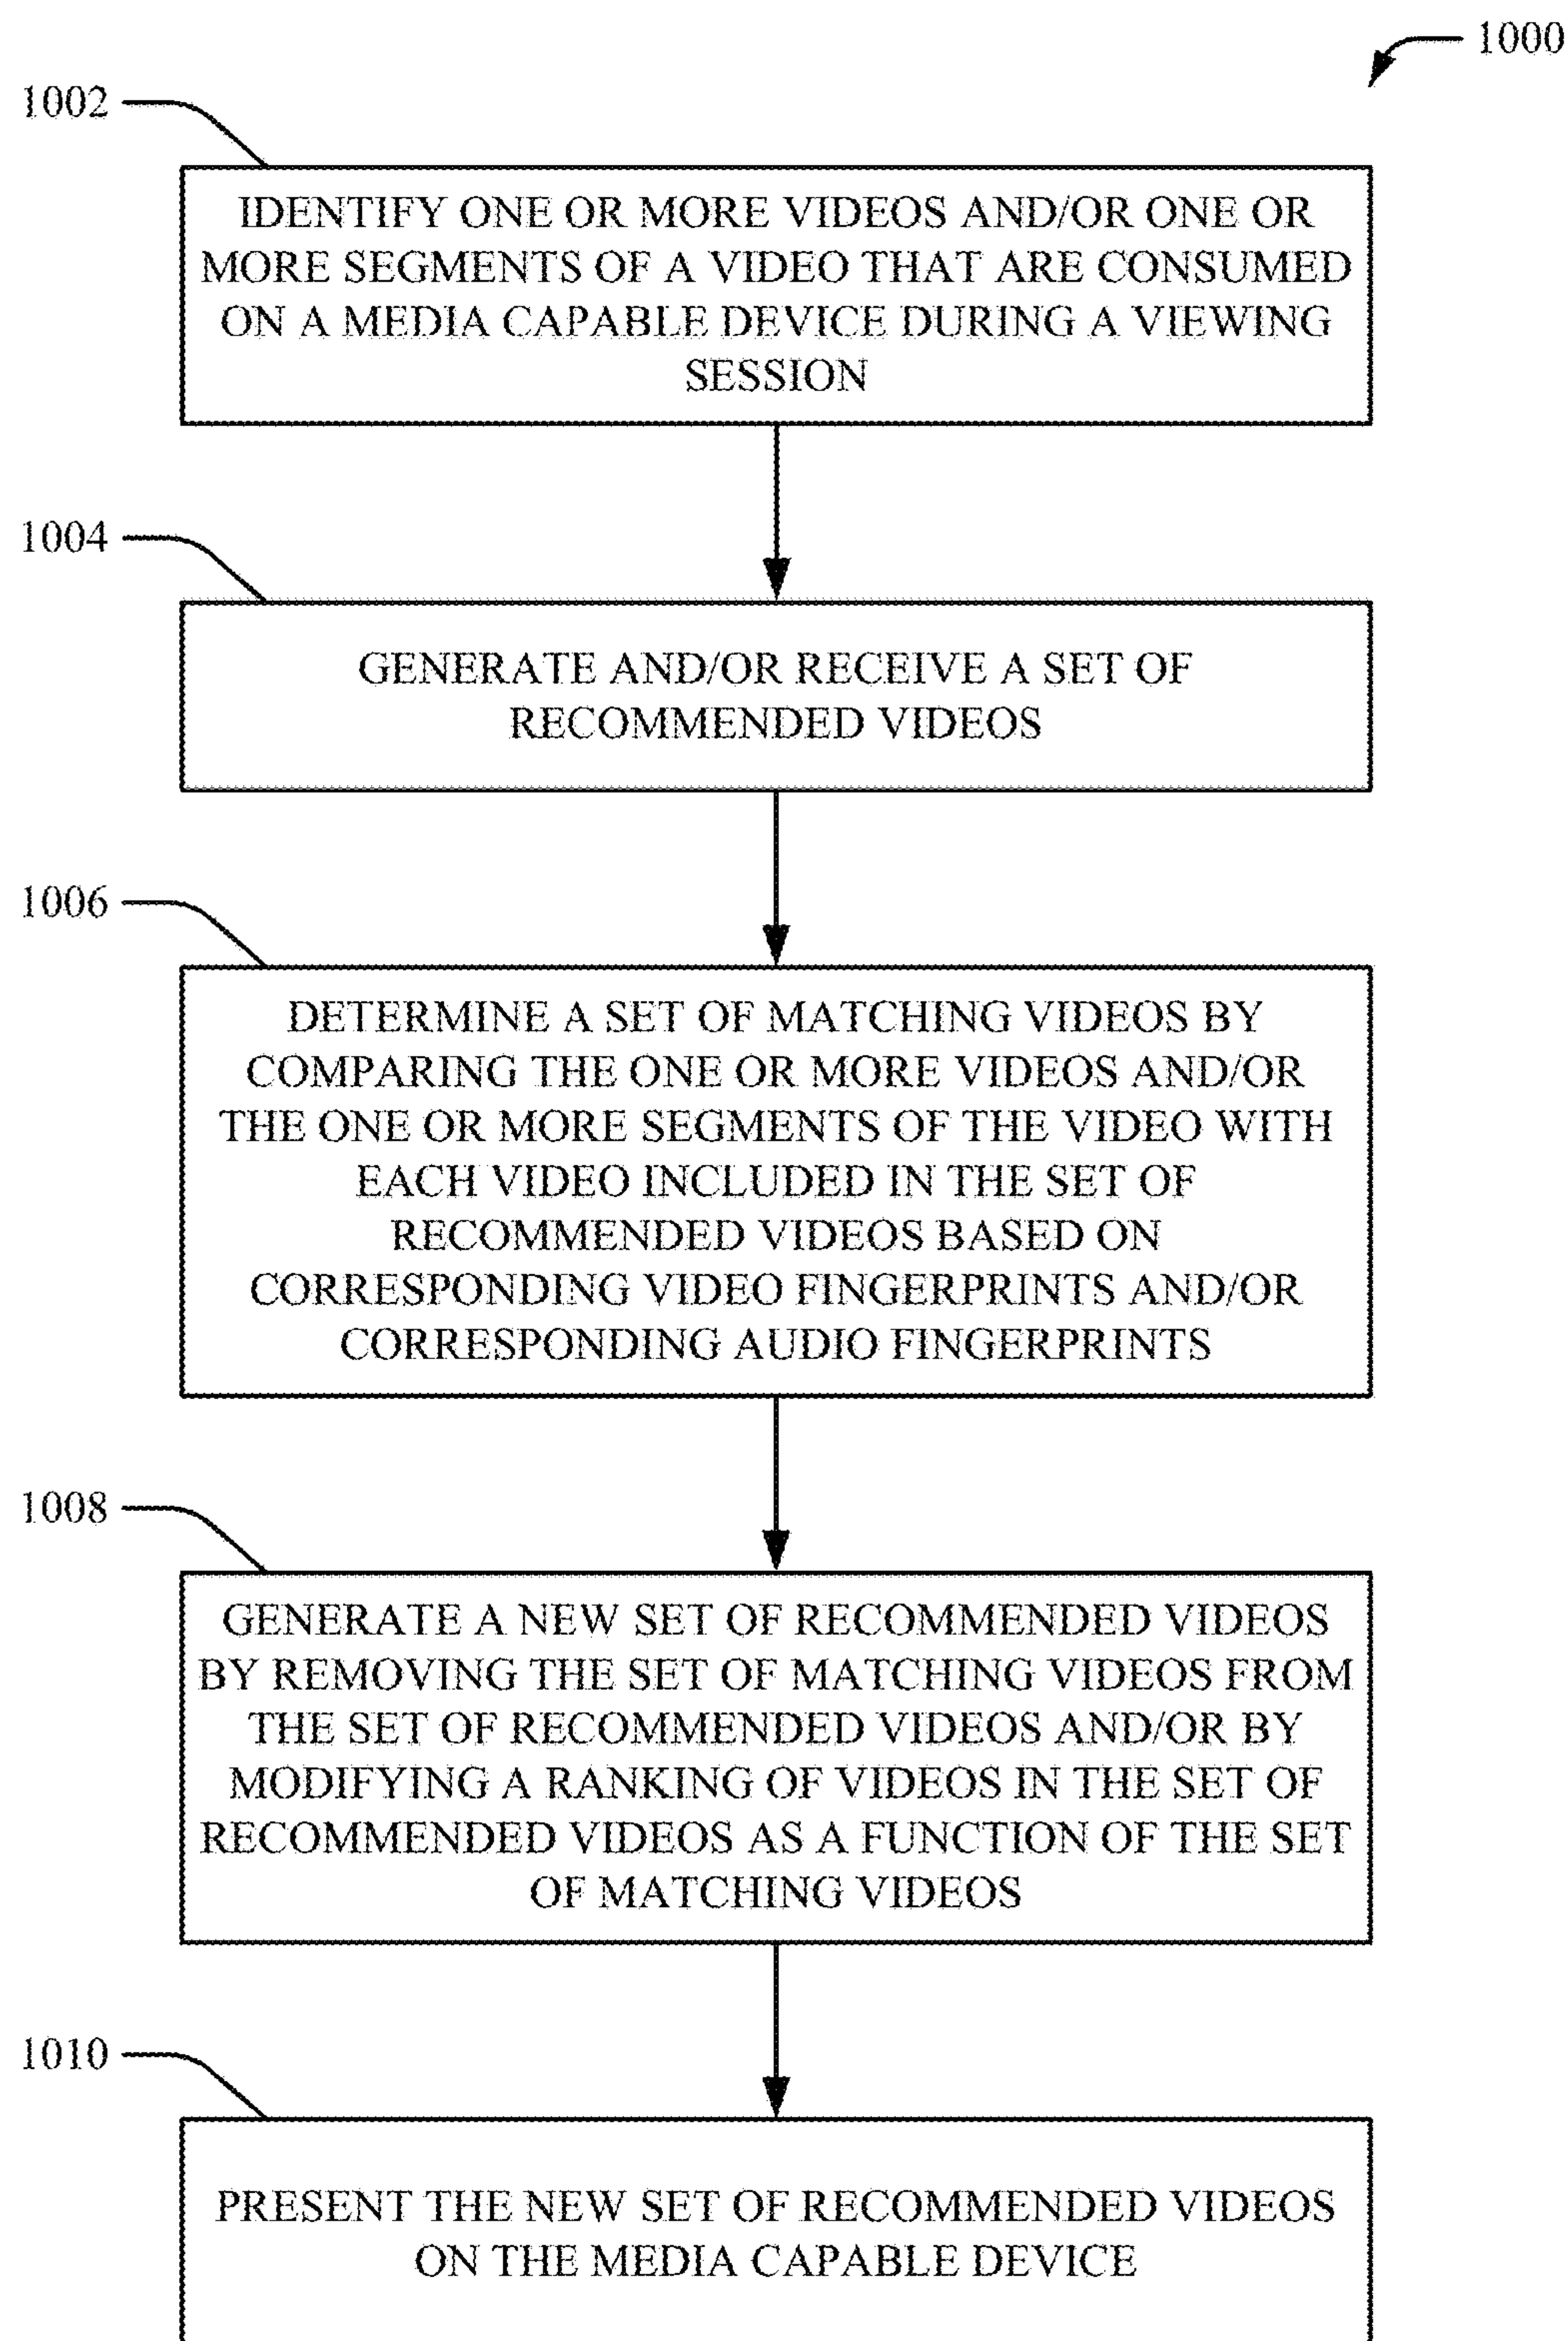 1000
1002
IDENTIFY ONE OR MORE VIDEOS AND/OR ONE OR
MORE SEGMENTS OF A VIDEO THAT ARE CONSUMED
ON A MEDIA CAPABLE DEVICE DURING A VIEWING
SESSION
1004
GENERATE AND/OR RECEIVE A SET OF
RECOMMENDED VIDEOS
1006
DETERMINE A SET OF MATCHING VIDEOS BY
COMPARING THE ONE OR MORE VIDEOS AND/OR
THE ONE OR MORE SEGMENTS OF THE VIDEO WITH
EACH VIDEO INCLUDED IN THE SET OF
RECOMMENDED VIDEOS BASED ON
CORRESPONDING VIDEO FINGERPRINTS AND/OR
CORRESPONDING AUDIO FINGERPRINTS
1008
GENERATE A NEW SET OF RECOMMENDED VIDEOS
BY REMOVING THE SET OF MATCHING VIDEOS FROM
THE SET OF RECOMMENDED VIDEOS AND/OR BY
MODIFYING A RANKING OF VIDEOS IN THE SET OF
RECOMMENDED VIDEOS AS A FUNCTION OF THE SET
OF MATCHING VIDEOS
1010
PRESENT THE NEW SET OF RECOMMENDED VIDEOS
ON THE MEDIA CAPABLE DEVICE